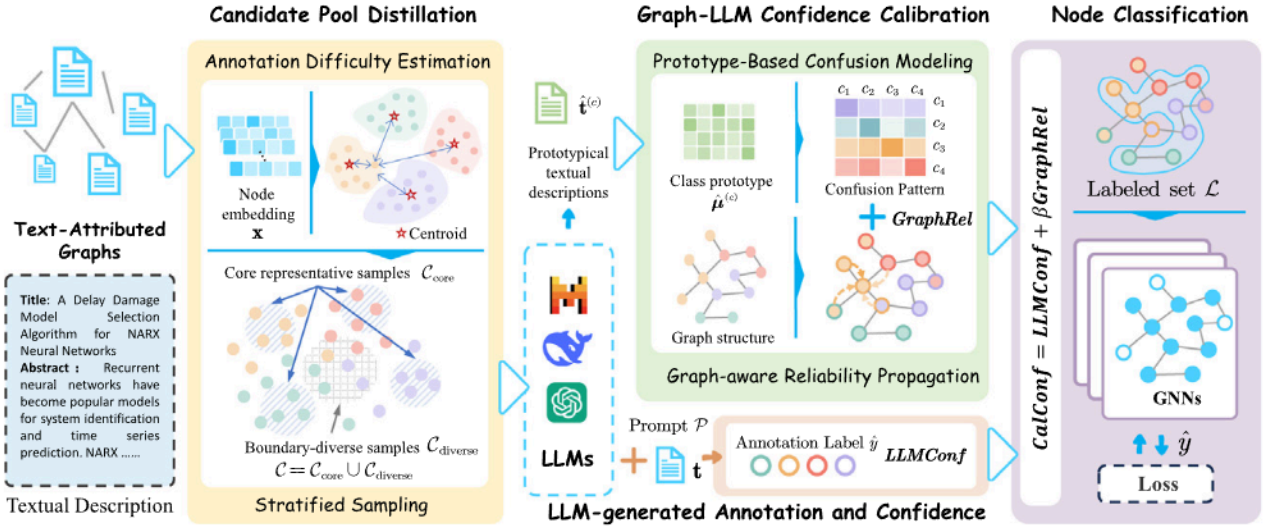 Candidate Pool Distillation
Graph-LLM Confidence Calibration
Node Classification
Annotation Difficulty Estimation
Node
embedding
x
Centroid
Core representative samples C_core
Boundary-diverse samples C_diverse
C = C_core ∪ C_diverse
Stratified Sampling
Text-Attributed
Graphs
Title: A Delay Damage
Model Selection
Algorithm for NARX
Neural Networks
Abstract : Recurrent
neural networks have
become popular models
for system identification
and time series
prediction. NARX ......
Textual Description
t̂^(c)
Prototypical
textual
descriptions
LLMs
Prototype-Based Confusion Modeling
Class prototype
μ̂^(c)
c₁ c₂ c₃ c₄
c₁
c₂
c₃
c₄
Confusion Pattern
GraphRel
Graph structure
Graph-aware Reliability Propagation
Prompt P
t
Annotation Label ŷ
LLMConf
LLM-generated Annotation and Confidence
CalConf = LLMConf + βGraphRel
Labeled set L
GNNs
ŷ
Loss